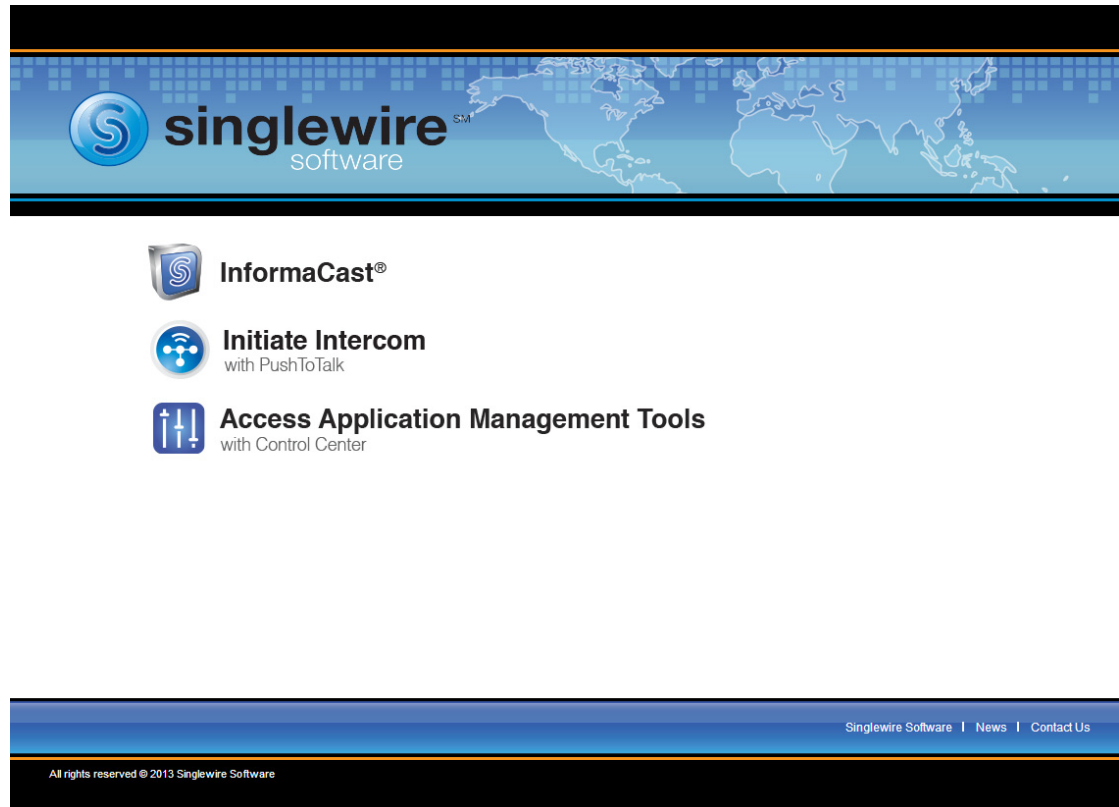 singlewire SM
software
InformaCast®
Initiate Intercom
with PushToTalk
Access Application Management Tools
with Control Center
Singlewire Software | News | Contact Us
All rights reserved © 2013 Singlewire Software